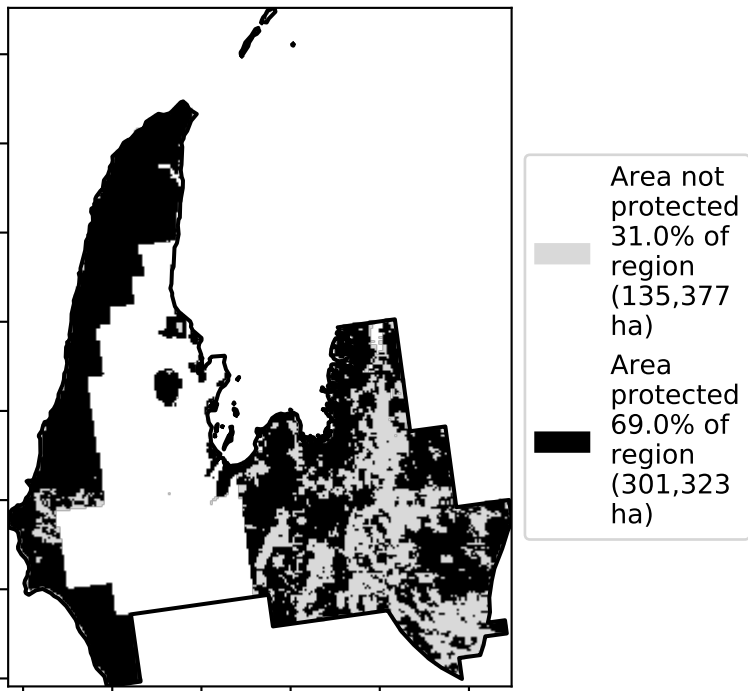 Area not
protected
31.0% of
region
(135,377
ha)
Area
protected
69.0% of
region
(301,323
ha)